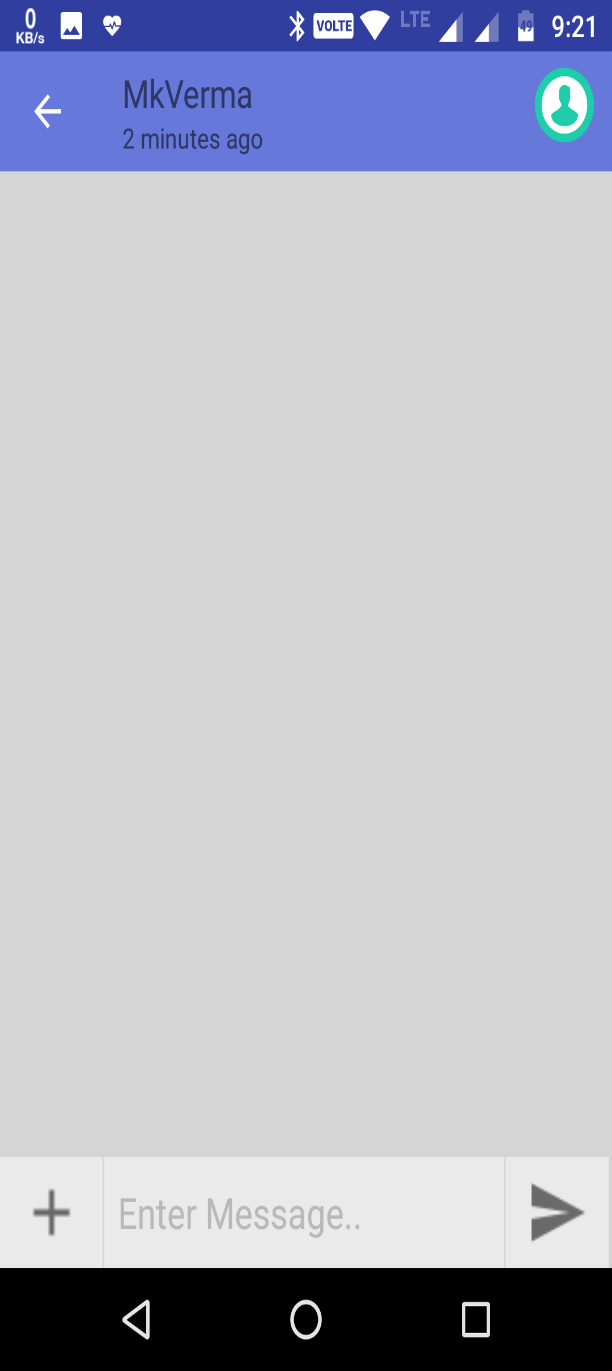 0
KB/s
VOLTE
LTE
49
9:21
MkVerma
2 minutes ago
Enter Message..